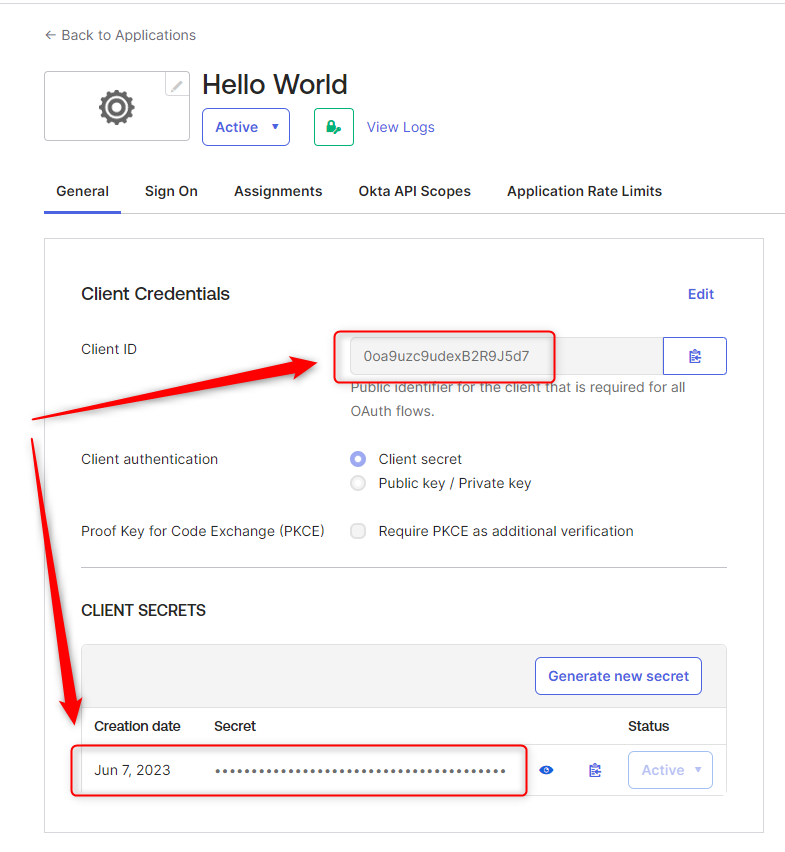 ← Back to Applications
Hello World
Active ▼
View Logs
General Sign On Assignments Okta API Scopes Application Rate Limits
Client Credentials
Edit
Client ID
0oa9uzc9udexB2R9J5d7
Public identifier for the client that is required for all
OAuth flows.
Client authentication
Client secret
Public key / Private key
Proof Key for Code Exchange (PKCE)
Require PKCE as additional verification
CLIENT SECRETS
Generate new secret
Creation date Secret Status
Jun 7, 2023 •••••••••••••••••••••••••••••••••••••••• Active ▼